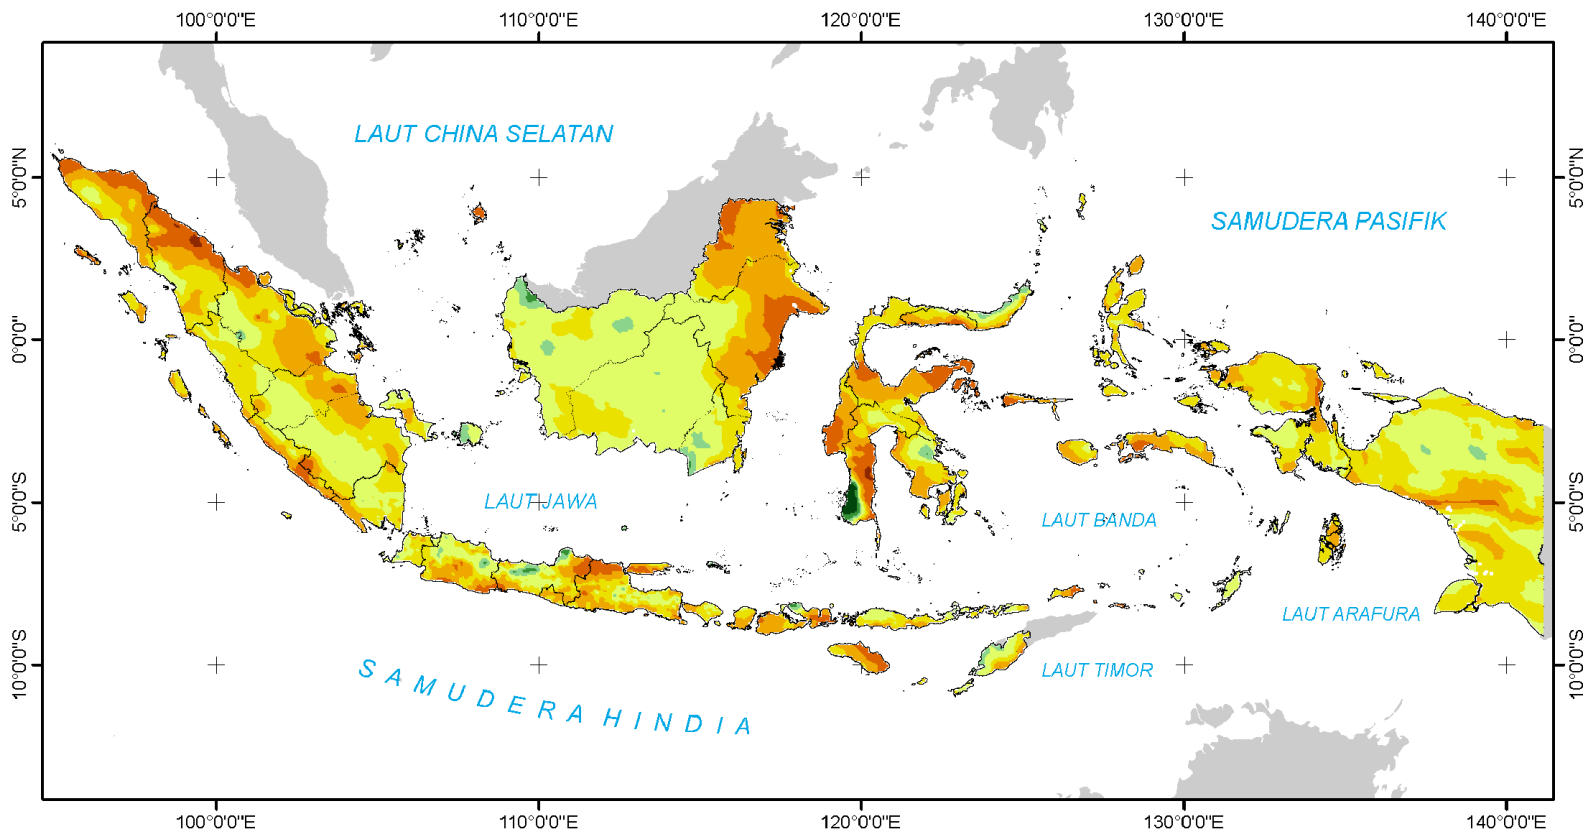 100°0'0"E 110°0'0"E 120°0'0"E 130°0'0"E 140°0'0"E
LAUT CHINA SELATAN
5°0'0"N 5°0'0"N
SAMUDERA PASIFIK
0°0'0" 0°0'0"
LAUT JAWA
5°0'0"S 5°0'0"S
LAUT BANDA
LAUT ARAFURA
10°0'0"S 10°0'0"S
LAUT TIMOR
SAMUDERA HINDIA
100°0'0"E 110°0'0"E 120°0'0"E 130°0'0"E 140°0'0"E